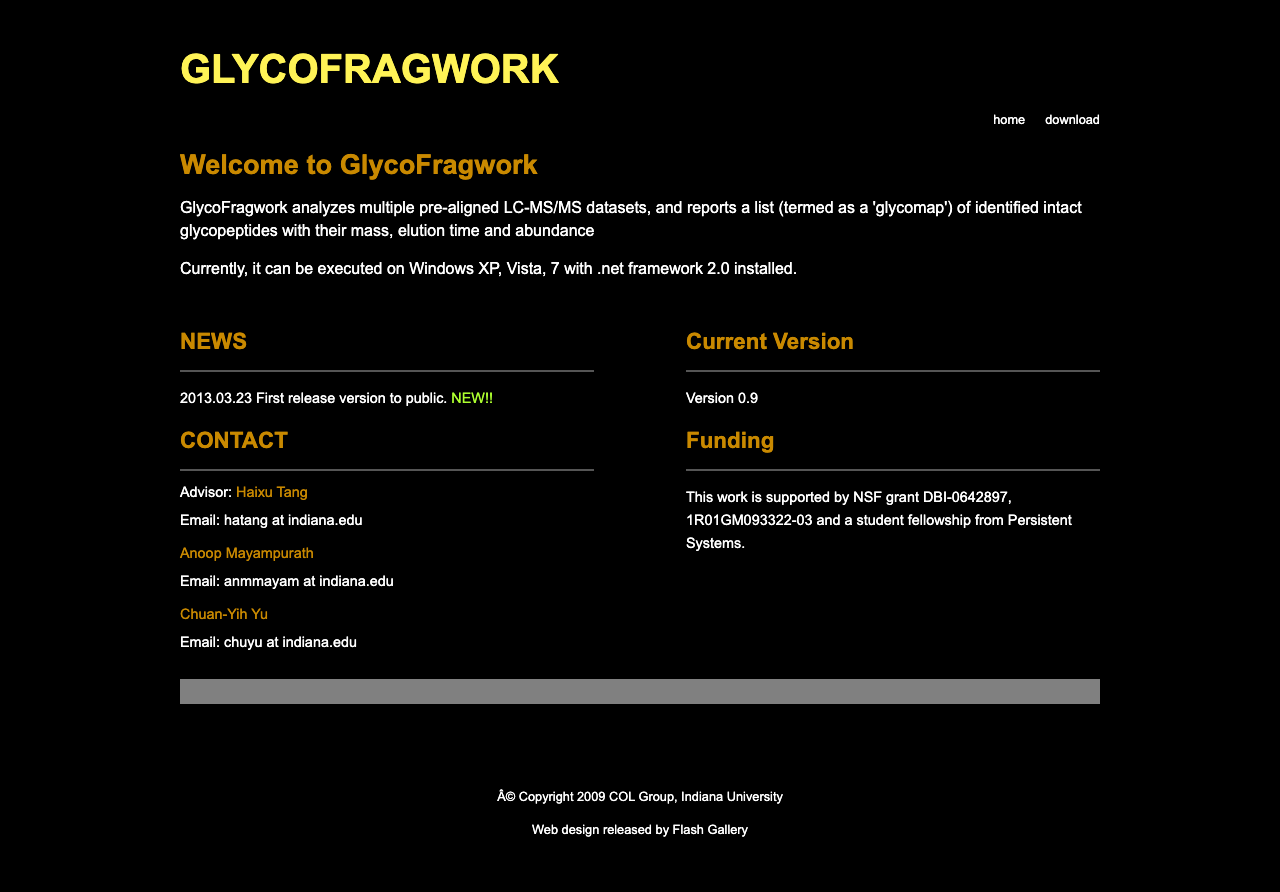 GLYCOFRAGWORK
home download
Welcome to GlycoFragwork
GlycoFragwork analyzes multiple pre-aligned LC-MS/MS datasets, and reports a list (termed as a 'glycomap') of identified intact
glycopeptides with their mass, elution time and abundance
Currently, it can be executed on Windows XP, Vista, 7 with .net framework 2.0 installed.
NEWS
2013.03.23 First release version to public. NEW!!
CONTACT
Advisor: Haixu Tang
Email: hatang at indiana.edu
Anoop Mayampurath
Email: anmmayam at indiana.edu
Chuan-Yih Yu
Email: chuyu at indiana.edu
Current Version
Version 0.9
Funding
This work is supported by NSF grant DBI-0642897,
1R01GM093322-03 and a student fellowship from Persistent
Systems.
Â© Copyright 2009 COL Group, Indiana University
Web design released by Flash Gallery